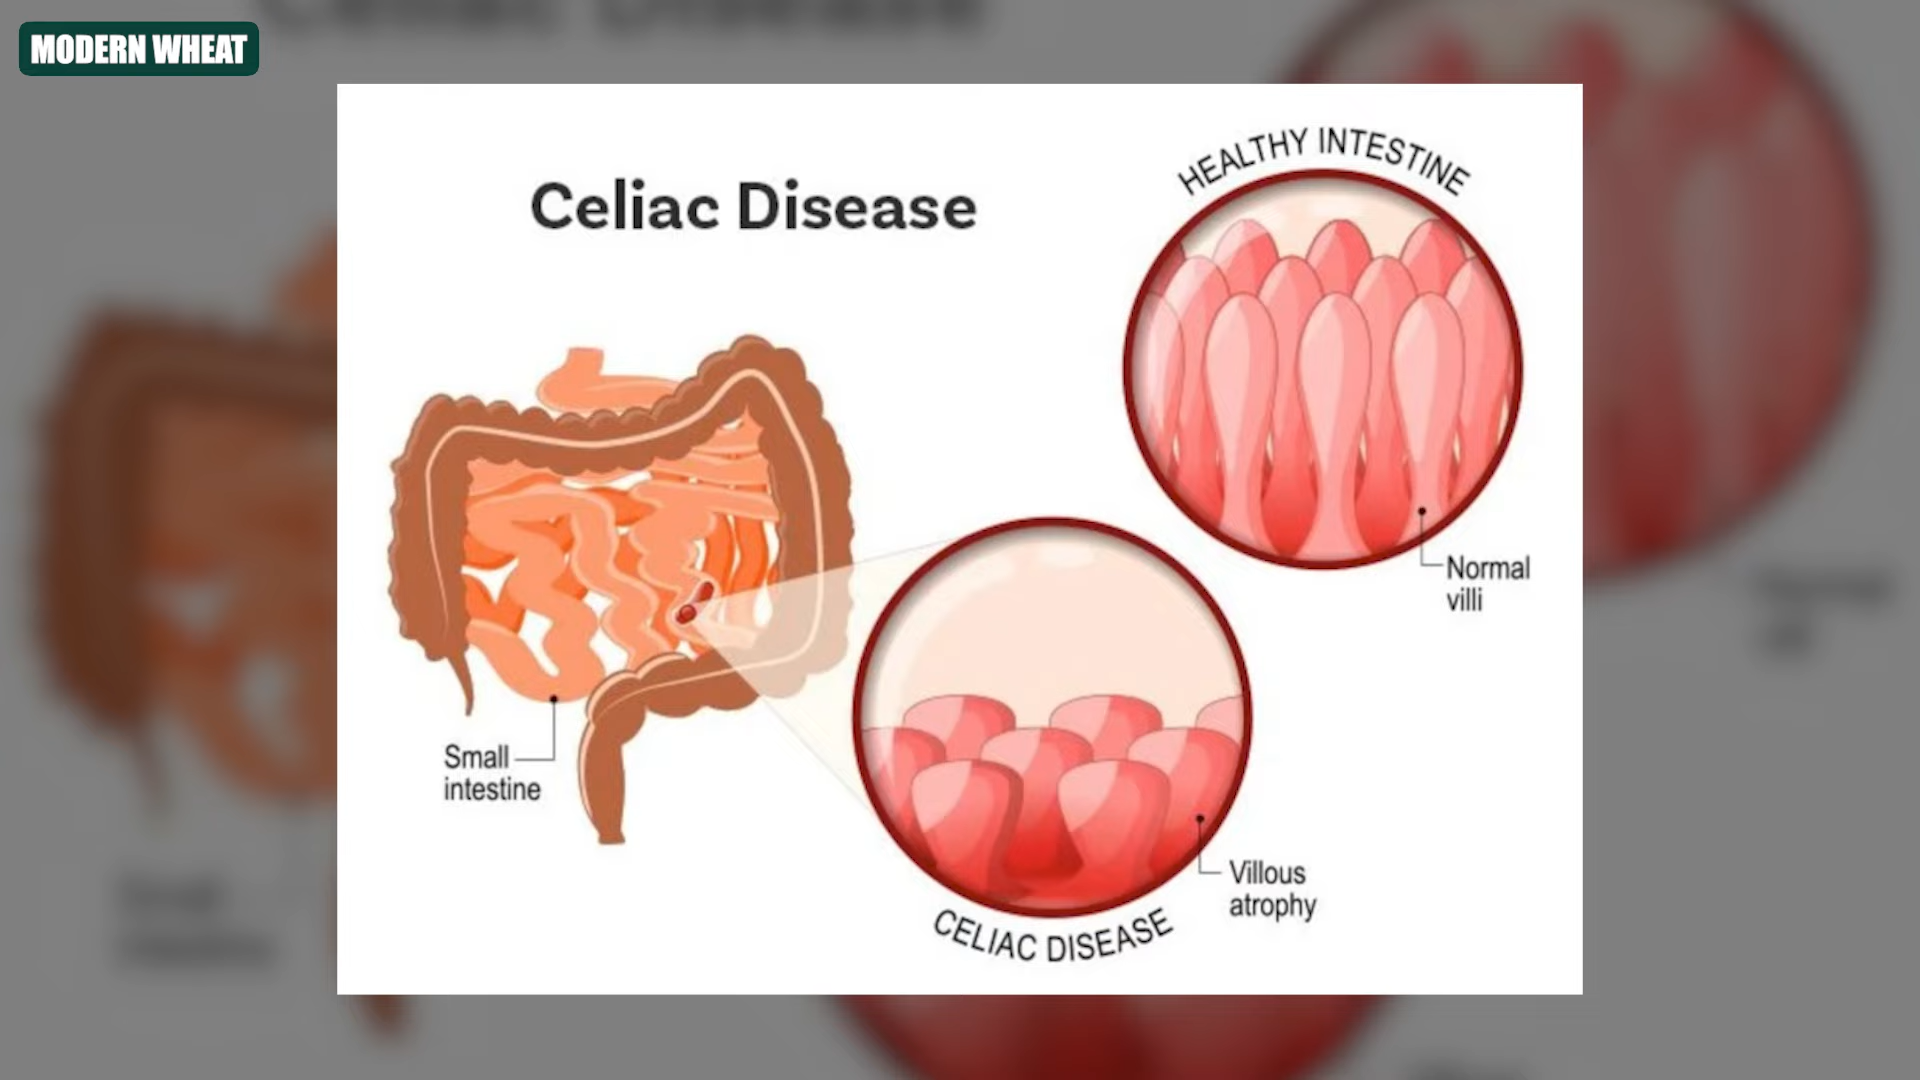 MODERN WHEAT
Celiac Disease
HEALTHY INTESTINE
Normal
villi
Small
intestine
Villous
atrophy
CELIAC DISEASE